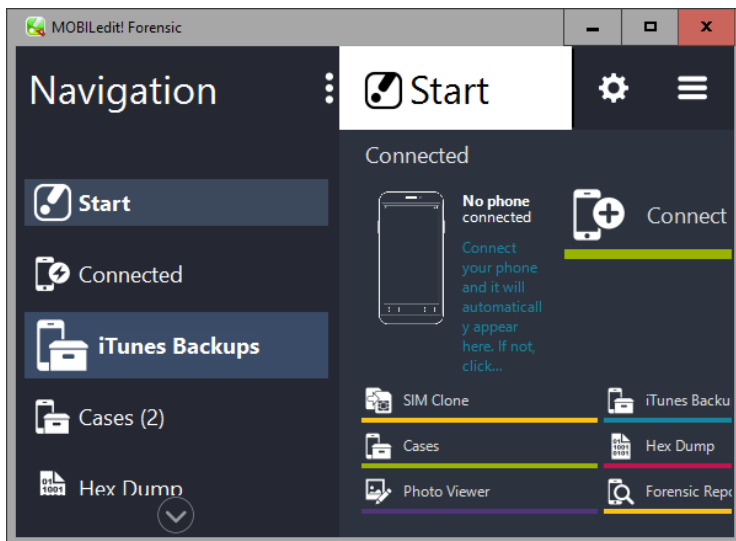 MOBILedit! Forensic
Navigation
Start
Connected
iTunes Backups
Cases (2)
Hex Dump
Start
Connected
No phone
connected
Connect
your phone
and it will
automaticall
y appear
here. If not,
click...
Connect
SIM Clone
iTunes Backu
Cases
Hex Dump
Photo Viewer
Forensic Repo